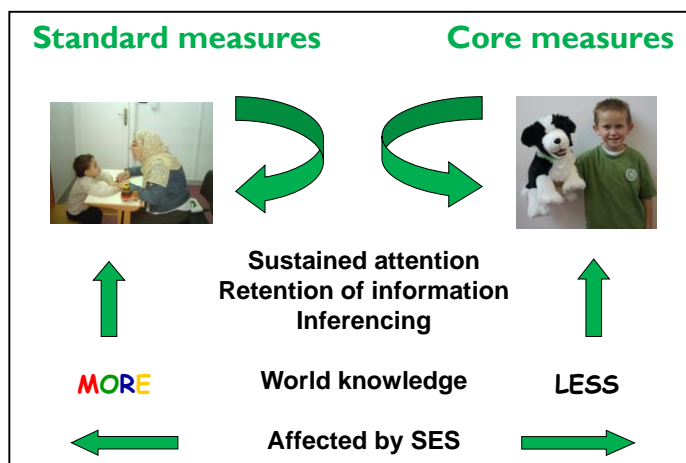 Standard measures
Core measures
Sustained attention
Retention of information
Inferencing
MORE
World knowledge
LESS
Affected by SES